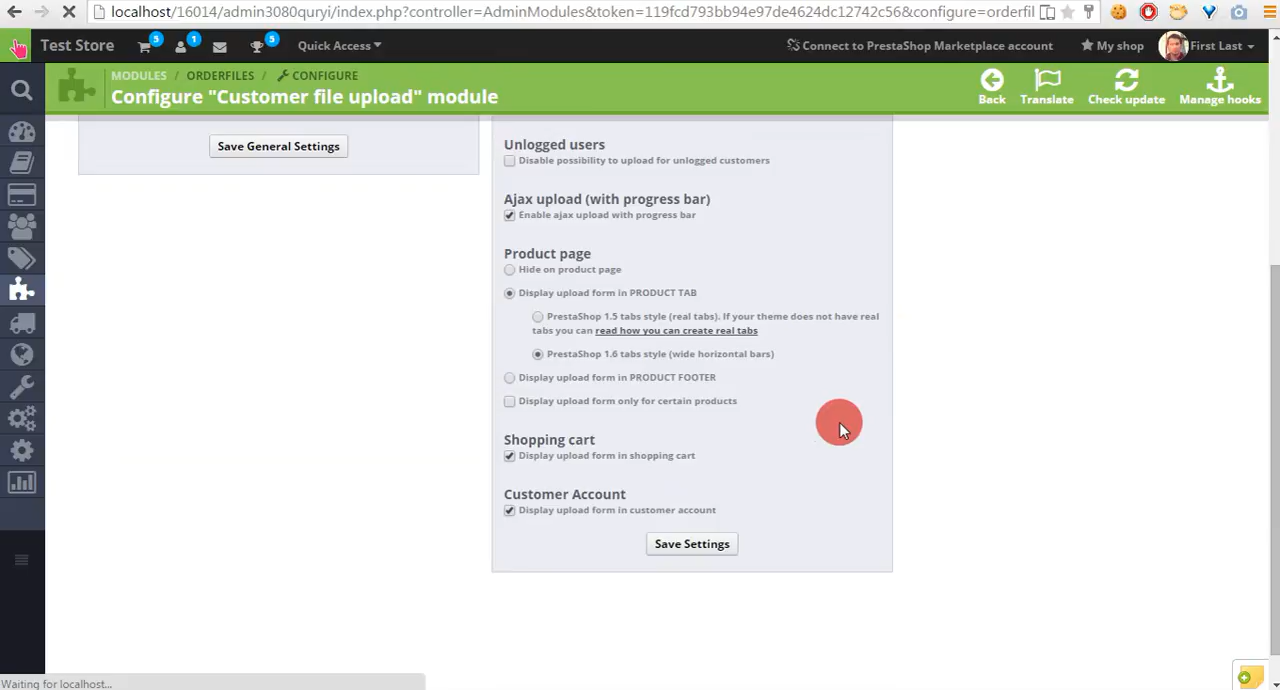 localhost/16014/admin3080quryi/index.php?controller=AdminModules&token=119fcd793bb94e97de4624dc12742c56&configure=orderfil
Test Store 5 1 5 Quick Access Connect to PrestaShop Marketplace account My shop First Last
MODULES / ORDERFILES / CONFIGURE
Configure "Customer file upload" module
Back Translate Check update Manage hooks
Save General Settings
Unlogged users
Disable possibility to upload for unlogged customers
Ajax upload (with progress bar)
Enable ajax upload with progress bar
Product page
Hide on product page
Display upload form in PRODUCT TAB
PrestaShop 1.5 tabs style (real tabs). If your theme does not have real
tabs you can read how you can create real tabs
PrestaShop 1.6 tabs style (wide horizontal bars)
Display upload form in PRODUCT FOOTER
Display upload form only for certain products
Shopping cart
Display upload form in shopping cart
Customer Account
Display upload form in customer account
Save Settings
Waiting for localhost...